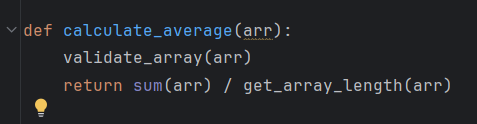 def calculate_average(arr):
    validate_array(arr)
    return sum(arr) / get_array_length(arr)